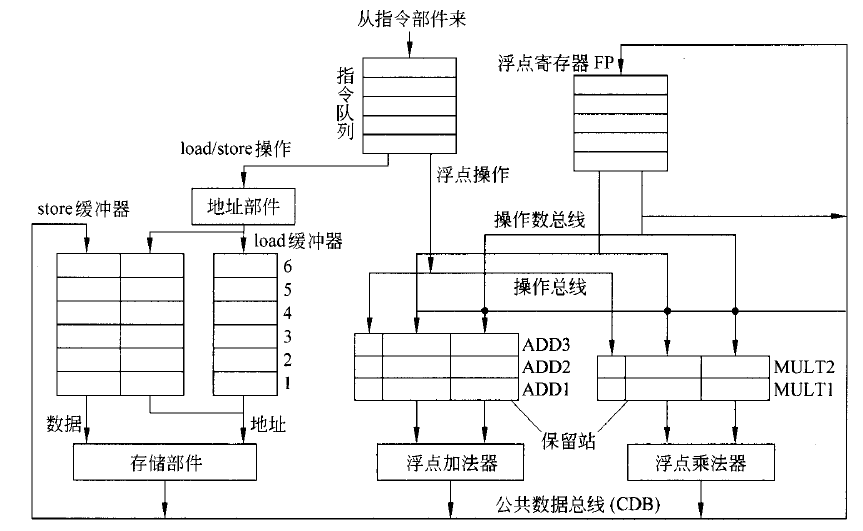 从指令部件来
浮点寄存器 FP
指令队列
load/store操作
浮点操作
地址部件
store缓冲器
操作数总线
load缓冲器
6
5
操作总线
4
3
ADD3
2
ADD2
MULT2
1
ADD1
MULT1
数据
地址
保留站
存储部件
浮点加法器
浮点乘法器
公共数据总线 (CDB)